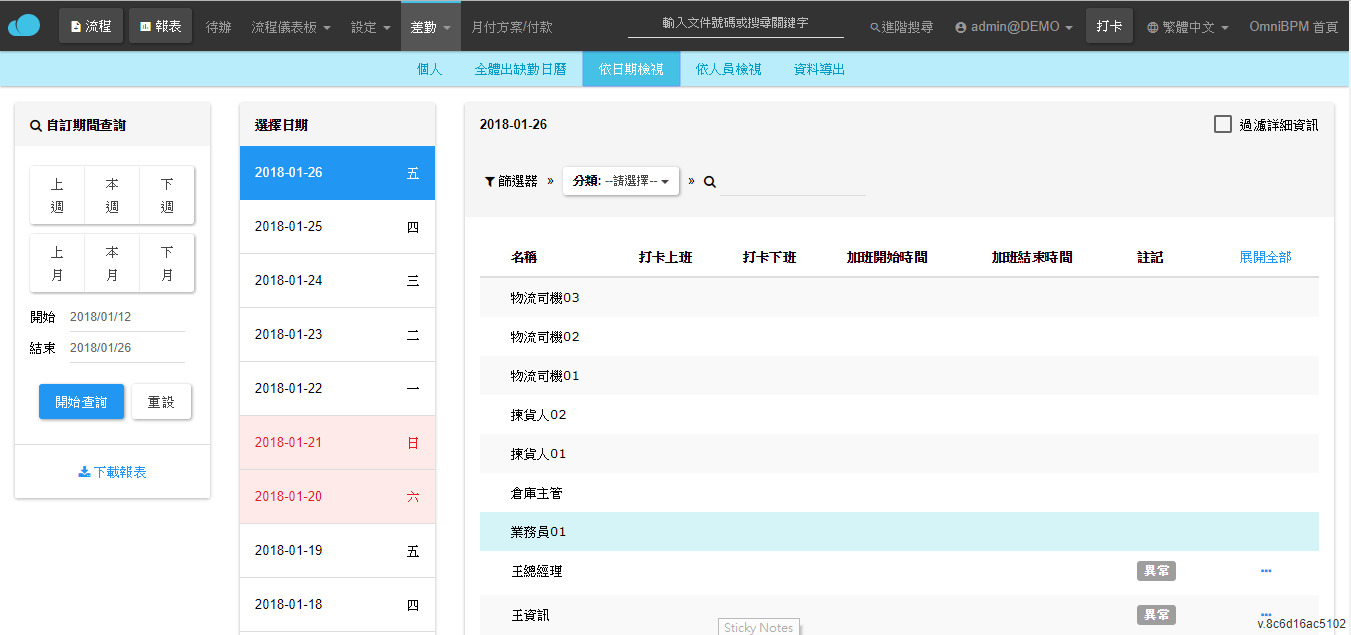 流程 報表 待辦 流程儀表板 設定 差勤 月付方案/付款 輸入文件號碼或搜尋關鍵字 進階搜尋 admin@DEMO 打卡 繁體中文 OmniBPM 首頁
個人 全體出缺勤日曆 依日期檢視 依人員檢視 資料導出
自訂期間查詢
上週 本週 下週
上月 本月 下月
開始 2018/01/12
結束 2018/01/26
開始查詢 重設
下載報表
選擇日期
2018-01-26 五
2018-01-25 四
2018-01-24 三
2018-01-23 二
2018-01-22 一
2018-01-21 日
2018-01-20 六
2018-01-19 五
2018-01-18 四
2018-01-26 過濾詳細資訊
篩選器 » 分類: --請選擇-- »
名稱 打卡上班 打卡下班 加班開始時間 加班結束時間 註記 展開全部
物流司機03
物流司機02
物流司機01
揀貨人02
揀貨人01
倉庫主管
業務員01
王總經理 異常 ...
王資訊 異常 ...
Sticky Notes
v.8c6d16ac5102